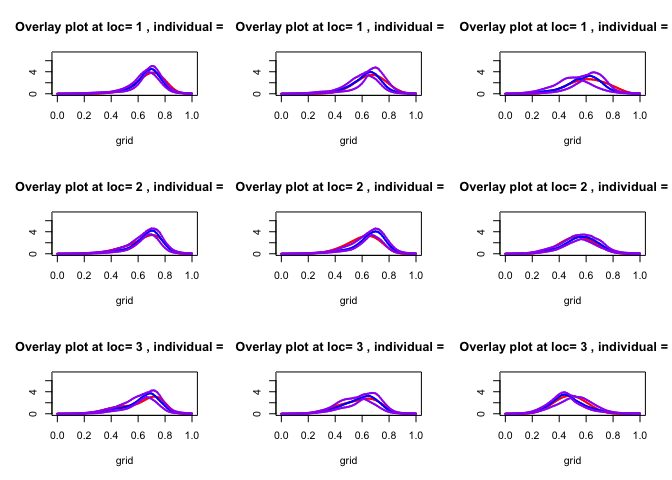 Overlay plot at loc= 1 , individual = Overlay plot at loc= 1 , individual = Overlay plot at loc= 1 , individual =
4 4 4
0 0 0
0.0 0.2 0.4 0.6 0.8 1.0 0.0 0.2 0.4 0.6 0.8 1.0 0.0 0.2 0.4 0.6 0.8 1.0
grid grid grid
Overlay plot at loc= 2 , individual = Overlay plot at loc= 2 , individual = Overlay plot at loc= 2 , individual =
4 4 4
0 0 0
0.0 0.2 0.4 0.6 0.8 1.0 0.0 0.2 0.4 0.6 0.8 1.0 0.0 0.2 0.4 0.6 0.8 1.0
grid grid grid
Overlay plot at loc= 3 , individual = Overlay plot at loc= 3 , individual = Overlay plot at loc= 3 , individual =
4 4 4
0 0 0
0.0 0.2 0.4 0.6 0.8 1.0 0.0 0.2 0.4 0.6 0.8 1.0 0.0 0.2 0.4 0.6 0.8 1.0
grid grid grid